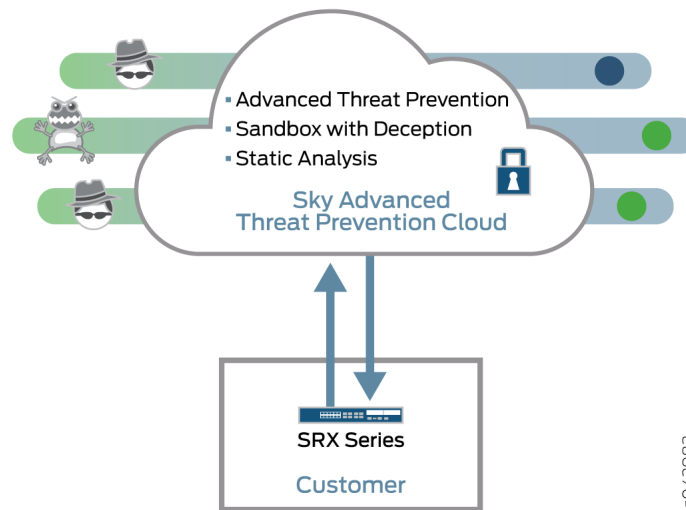 ▪ Advanced Threat Prevention
▪ Sandbox with Deception
▪ Static Analysis
Sky Advanced
Threat Prevention Cloud
SRX Series
Customer